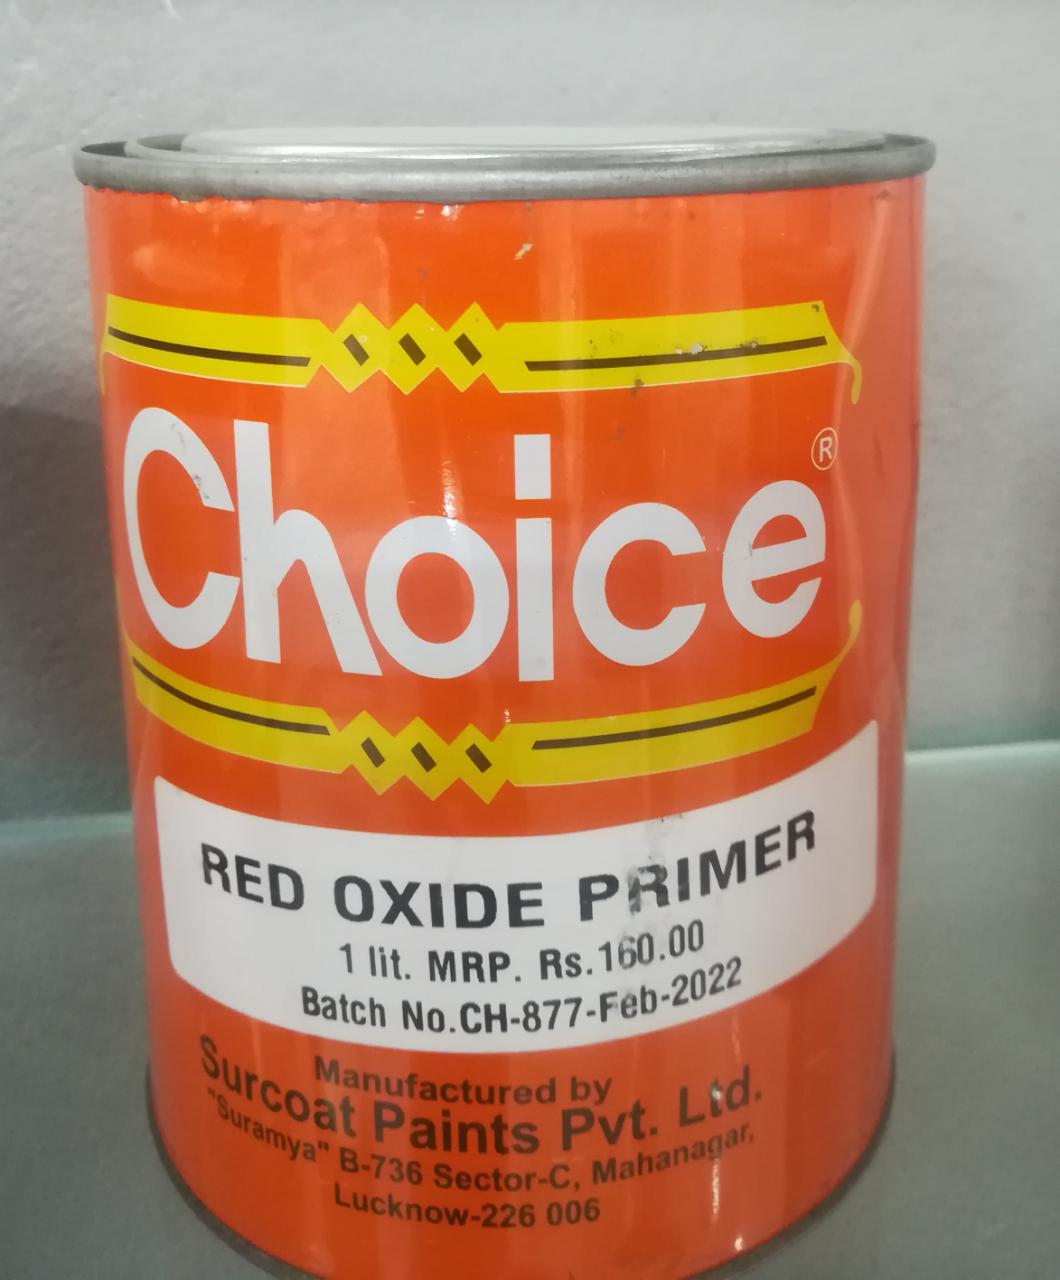 Choice®
RED OXIDE PRIMER
1 lit. MRP. Rs.160.00
Batch No.CH-877-Feb-2022
Manufactured by
Surcoat Paints Pvt. Ltd.
"Suramya" B-736 Sector-C, Mahanagar,
Lucknow-226 006